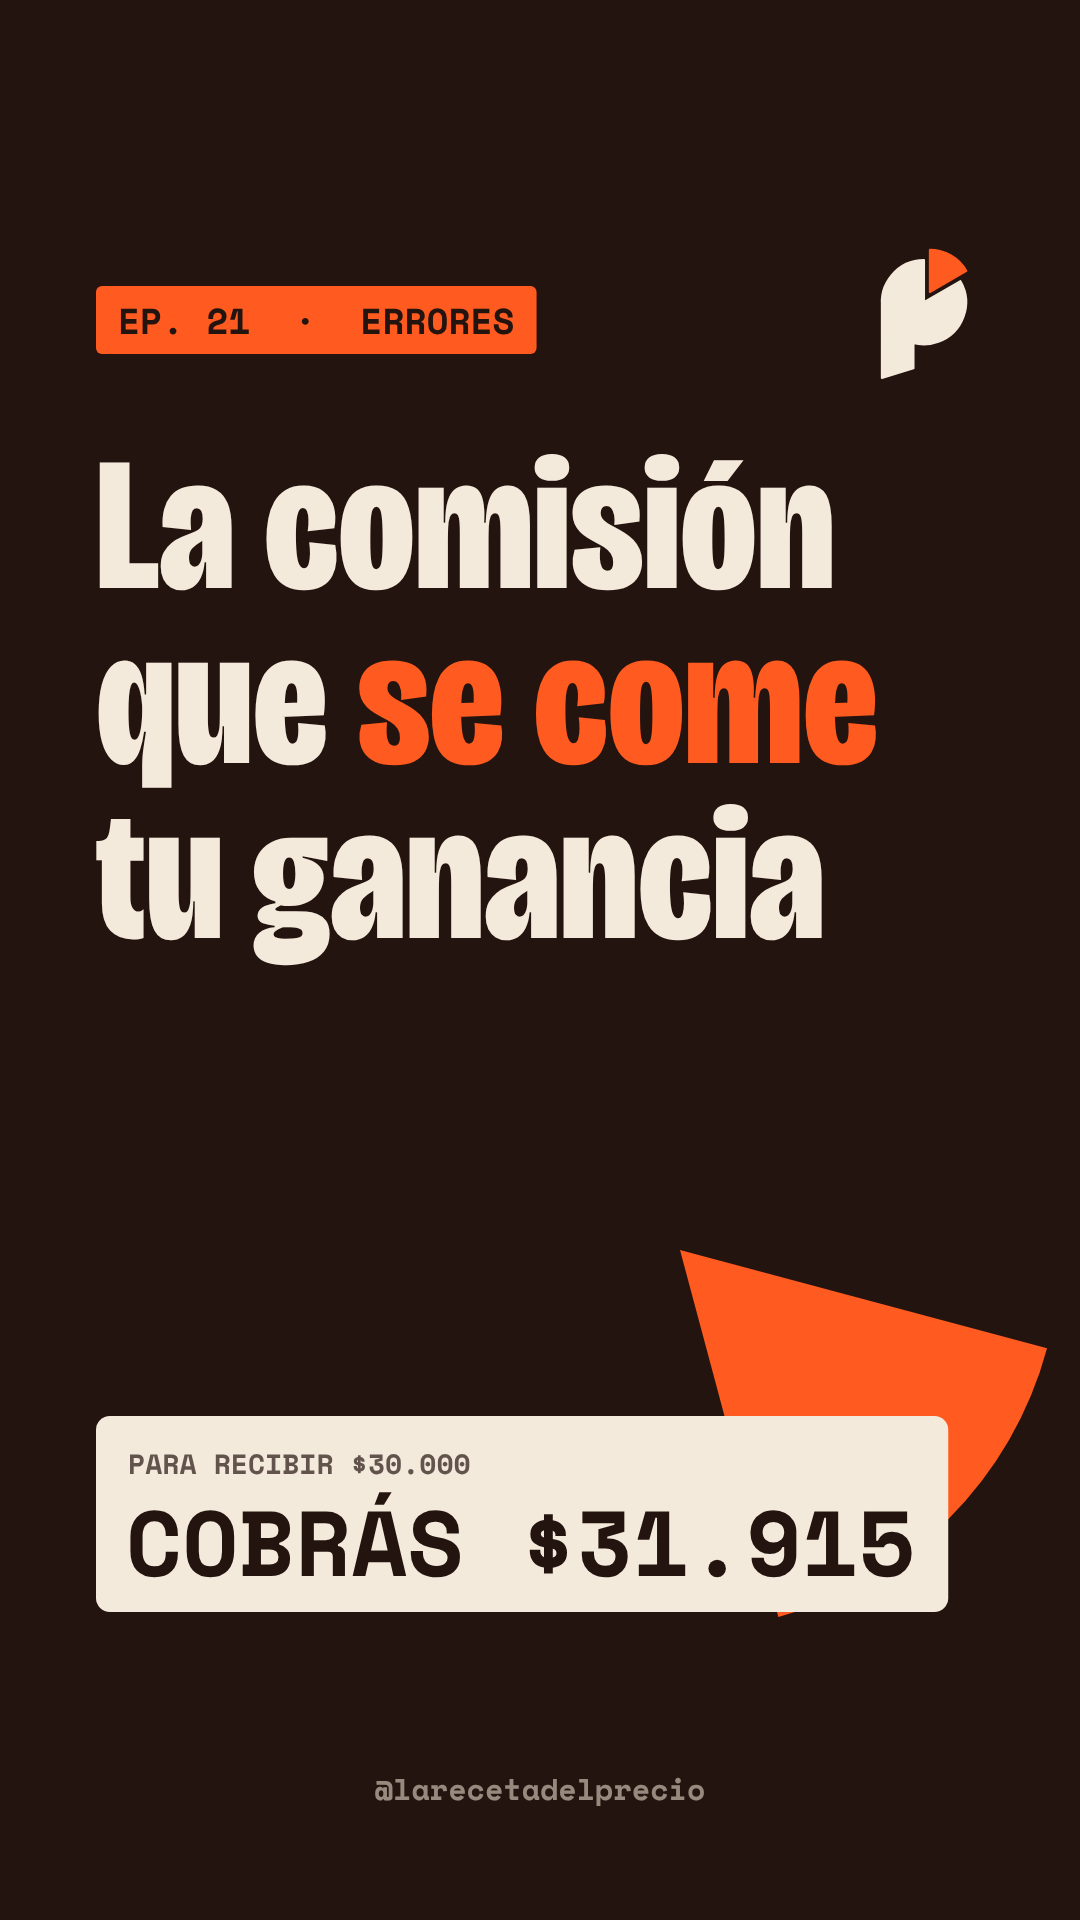 EP. 21 · ERRORES
La comisión
que se come
tu ganancia
PARA RECIBIR $30.000
COBRÁS $31.915
@larecetadelprecio